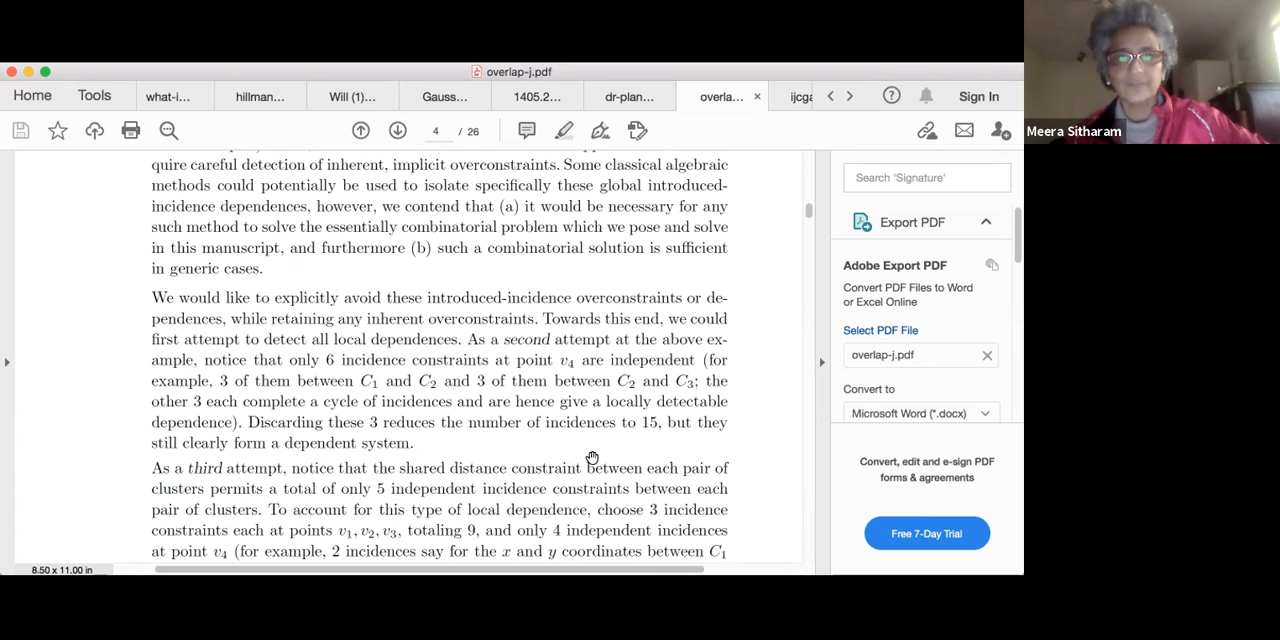 overlap-j.pdf
Home Tools what-i... hillman... Will (1)... Gauss... 1405.2... dr-plan... overla... × ijcga Sign In
4 / 26
Meera Sitharam
quire careful detection of inherent, implicit overconstraints. Some classical algebraic
methods could potentially be used to isolate specifically these global introduced-
incidence dependences, however, we contend that (a) it would be necessary for any
such method to solve the essentially combinatorial problem which we pose and solve
in this manuscript, and furthermore (b) such a combinatorial solution is sufficient
in generic cases.
We would like to explicitly avoid these introduced-incidence overconstraints or de-
pendences, while retaining any inherent overconstraints. Towards this end, we could
first attempt to detect all local dependences. As a second attempt at the above ex-
ample, notice that only 6 incidence constraints at point v4 are independent (for
example, 3 of them between C1 and C2 and 3 of them between C2 and C3; the
other 3 each complete a cycle of incidences and are hence give a locally detectable
dependence). Discarding these 3 reduces the number of incidences to 15, but they
still clearly form a dependent system.
As a third attempt, notice that the shared distance constraint between each pair of
clusters permits a total of only 5 independent incidence constraints between each
pair of clusters. To account for this type of local dependence, choose 3 incidence
constraints each at points v1, v2, v3, totaling 9, and only 4 independent incidences
at point v4 (for example, 2 incidences say for the x and y coordinates between C1
8.50 x 11.00 in
Search 'Signature'
Export PDF
Adobe Export PDF
Convert PDF Files to Word
or Excel Online
Select PDF File
overlap-j.pdf
Convert to
Microsoft Word (*.docx)
Convert, edit and e-sign PDF
forms & agreements
Free 7-Day Trial